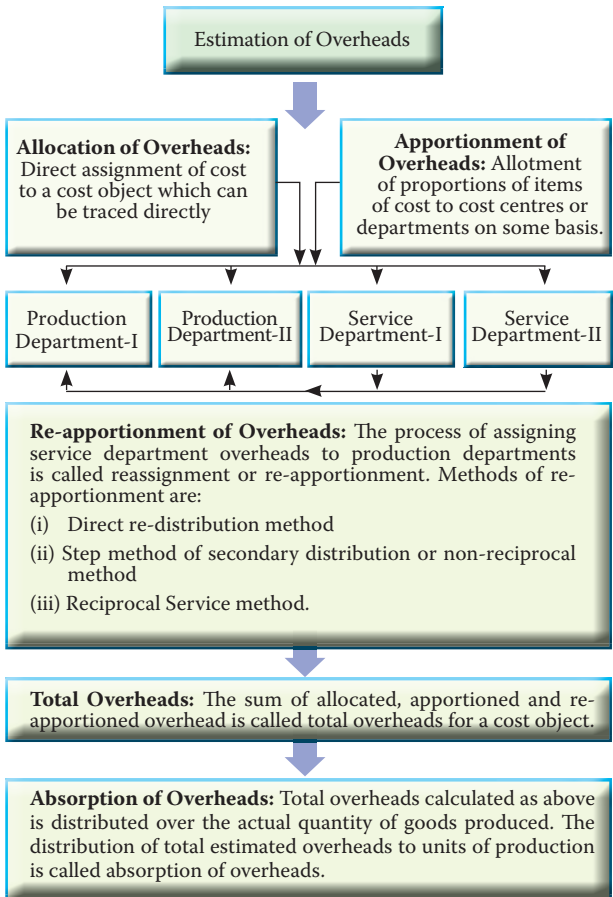 Estimation of Overheads
Allocation of Overheads:
Direct assignment of cost
to a cost object which can
be traced directly
Apportionment of
Overheads: Allotment
of proportions of items
of cost to cost centres or
departments on some basis.
Production
Department-I
Production
Department-II
Service
Department-I
Service
Department-II
Re-apportionment of Overheads: The process of assigning
service department overheads to production departments
is called reassignment or re-apportionment. Methods of re-
apportionment are:
(i) Direct re-distribution method
(ii) Step method of secondary distribution or non-reciprocal
method
(iii) Reciprocal Service method.
Total Overheads: The sum of allocated, apportioned and re-
apportioned overhead is called total overheads for a cost object.
Absorption of Overheads: Total overheads calculated as above
is distributed over the actual quantity of goods produced. The
distribution of total estimated overheads to units of production
is called absorption of overheads.